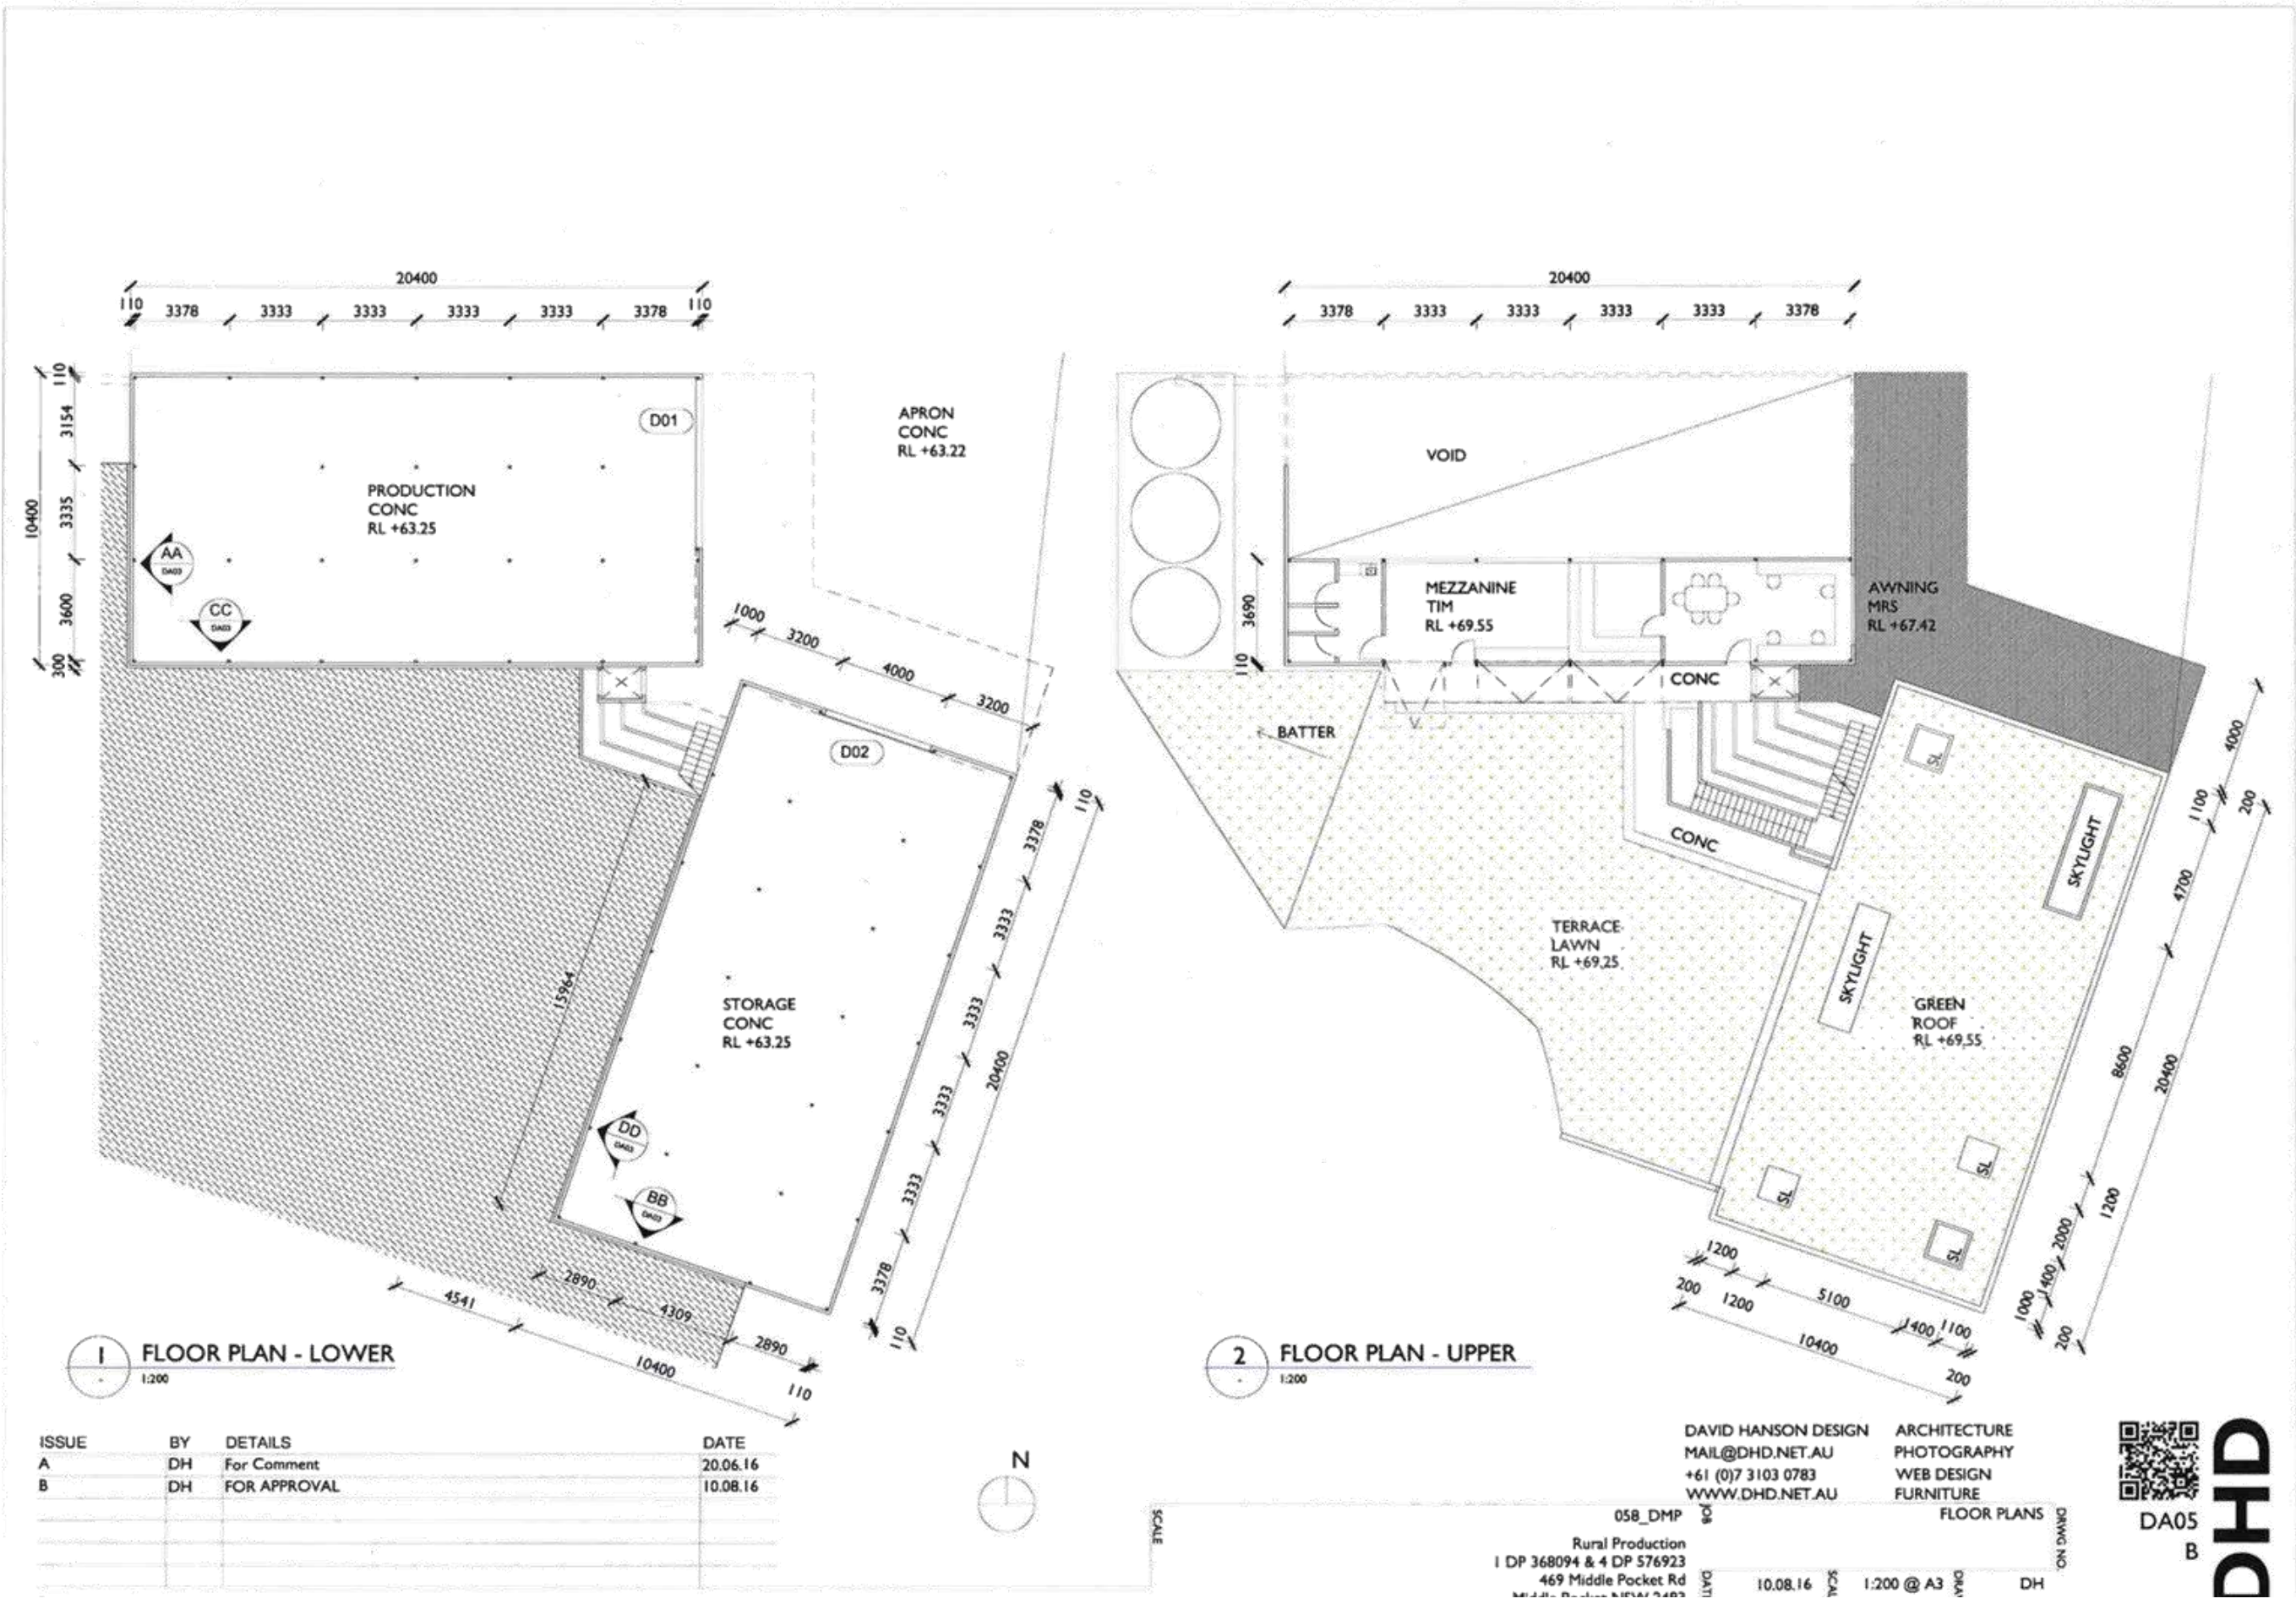 20400
110
3378
3333
3333
3333
3333
3378
110
110
3154
3335
3600
300
10400
D01
APRON
CONC
RL +63.22
PRODUCTION
CONC
RL +63.25
AA
DA03
CC
DA03
1000
3200
4000
3200
D02
110
3378
3333
3333
3333
3333
3378
110
20400
15964
STORAGE
CONC
RL +63.25
DD
DA03
BB
DA03
2890
4309
2890
110
4541
10400
1
FLOOR PLAN - LOWER
1:200
20400
3378
3333
3333
3333
3333
3378
VOID
3690
110
MEZZANINE
TIM
RL +69.55
AWNING
MRS
RL +67.42
CONC
BATTER
CONC
TERRACE
LAWN
RL +69.25
SL
SKYLIGHT
SKYLIGHT
GREEN
ROOF
RL +69.55
SL
SL
SL
4000
1100
200
4700
8600
20400
1200
2000
1400
1000
200
1200
200
1200
5100
1400
1100
200
10400
2
FLOOR PLAN - UPPER
1:200
ISSUE BY DETAILS DATE
A DH For Comment 20.06.16
B DH FOR APPROVAL 10.08.16
N
DAVID HANSON DESIGN ARCHITECTURE
MAIL@DHD.NET.AU PHOTOGRAPHY
+61 (0)7 3103 0783 WEB DESIGN
WWW.DHD.NET.AU FURNITURE
SCALE
058_DMP JOB FLOOR PLANS DRWG NO.
Rural Production
1 DP 368094 & 4 DP 576923
469 Middle Pocket Rd
10.08.16 1:200 @ A3 DH
DA05
B
DHD